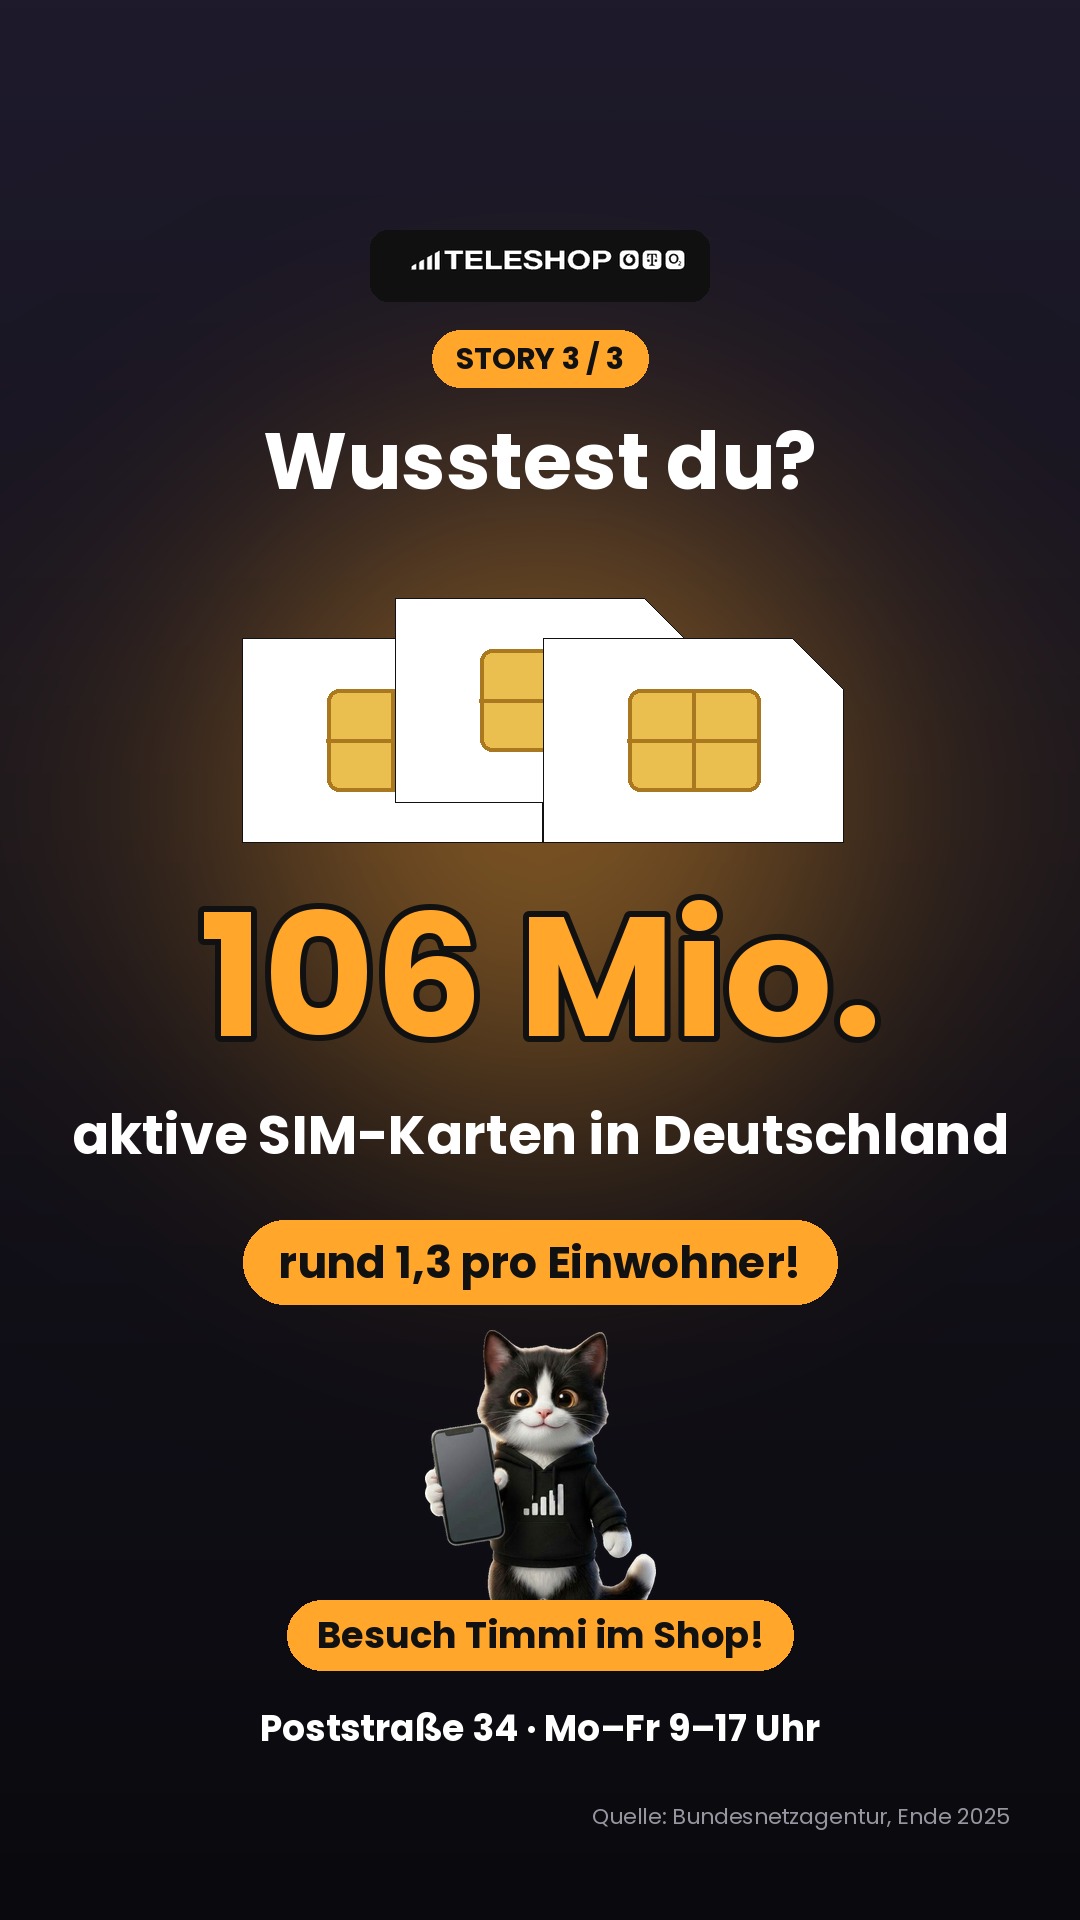 TELESHOP
STORY 3 / 3
Wusstest du?
106 Mio.
aktive SIM-Karten in Deutschland
rund 1,3 pro Einwohner!
Besuch Timmi im Shop!
Poststraße 34 · Mo–Fr 9–17 Uhr
Quelle: Bundesnetzagentur, Ende 2025